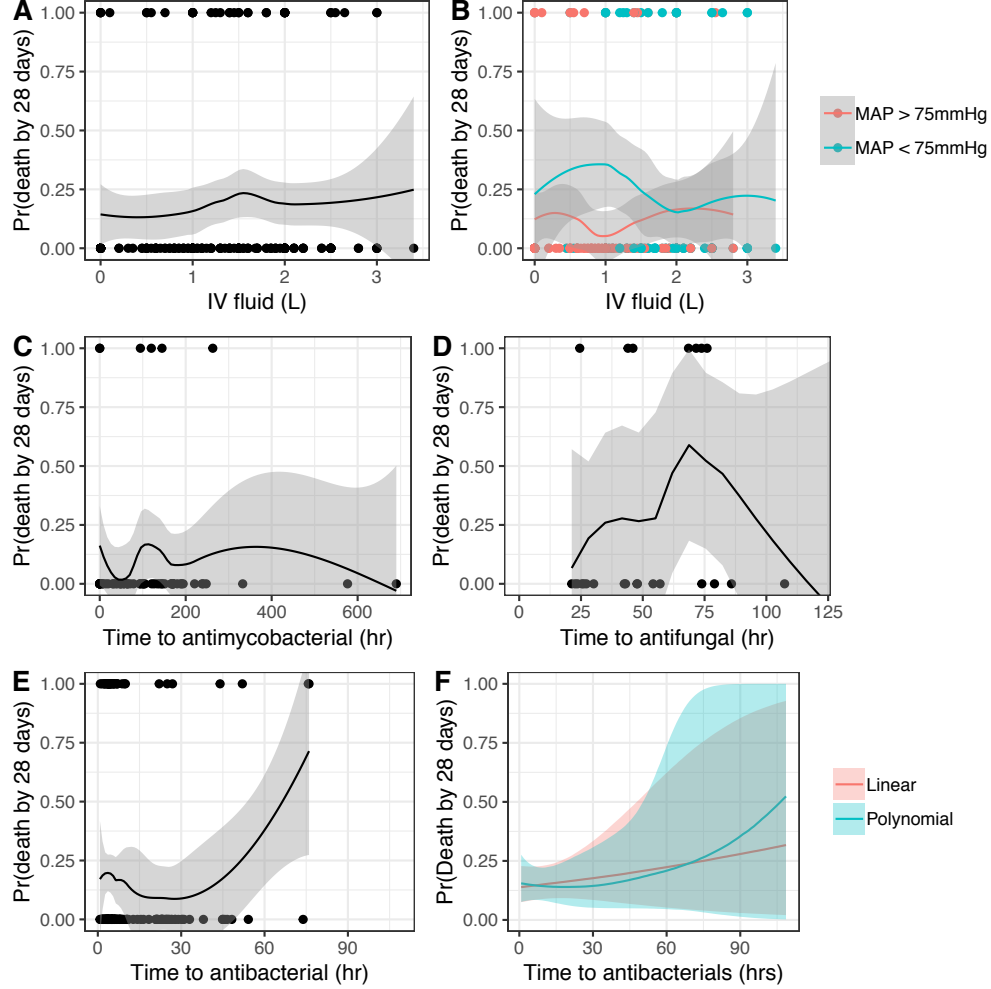 A
Pr(death by 28 days)
1.00
0.75
0.50
0.25
0.00
0
1
2
3
IV fluid (L)
B
Pr(death by 28 days)
1.00
0.75
0.50
0.25
0.00
0
1
2
3
IV fluid (L)
MAP > 75mmHg
MAP < 75mmHg
C
Pr(death by 28 days)
1.00
0.75
0.50
0.25
0.00
0
200
400
600
Time to antimycobacterial (hr)
D
Pr(death by 28 days)
1.00
0.75
0.50
0.25
0.00
0
25
50
75
100
125
Time to antifungal (hr)
E
Pr(death by 28 days)
1.00
0.75
0.50
0.25
0.00
0
30
60
90
Time to antibacterial (hr)
F
Pr(Death by 28 days)
1.00
0.75
0.50
0.25
0.00
0
30
60
90
Time to antibacterials (hrs)
Linear
Polynomial